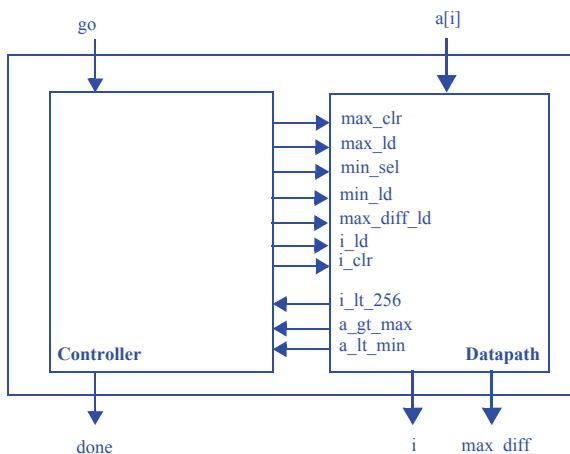 go
a[i]
max_clr
max_ld
min_sel
min_ld
max_diff_ld
i_ld
i_clr
i_lt_256
a_gt_max
a_lt_min
Controller
Datapath
done
i
max_diff